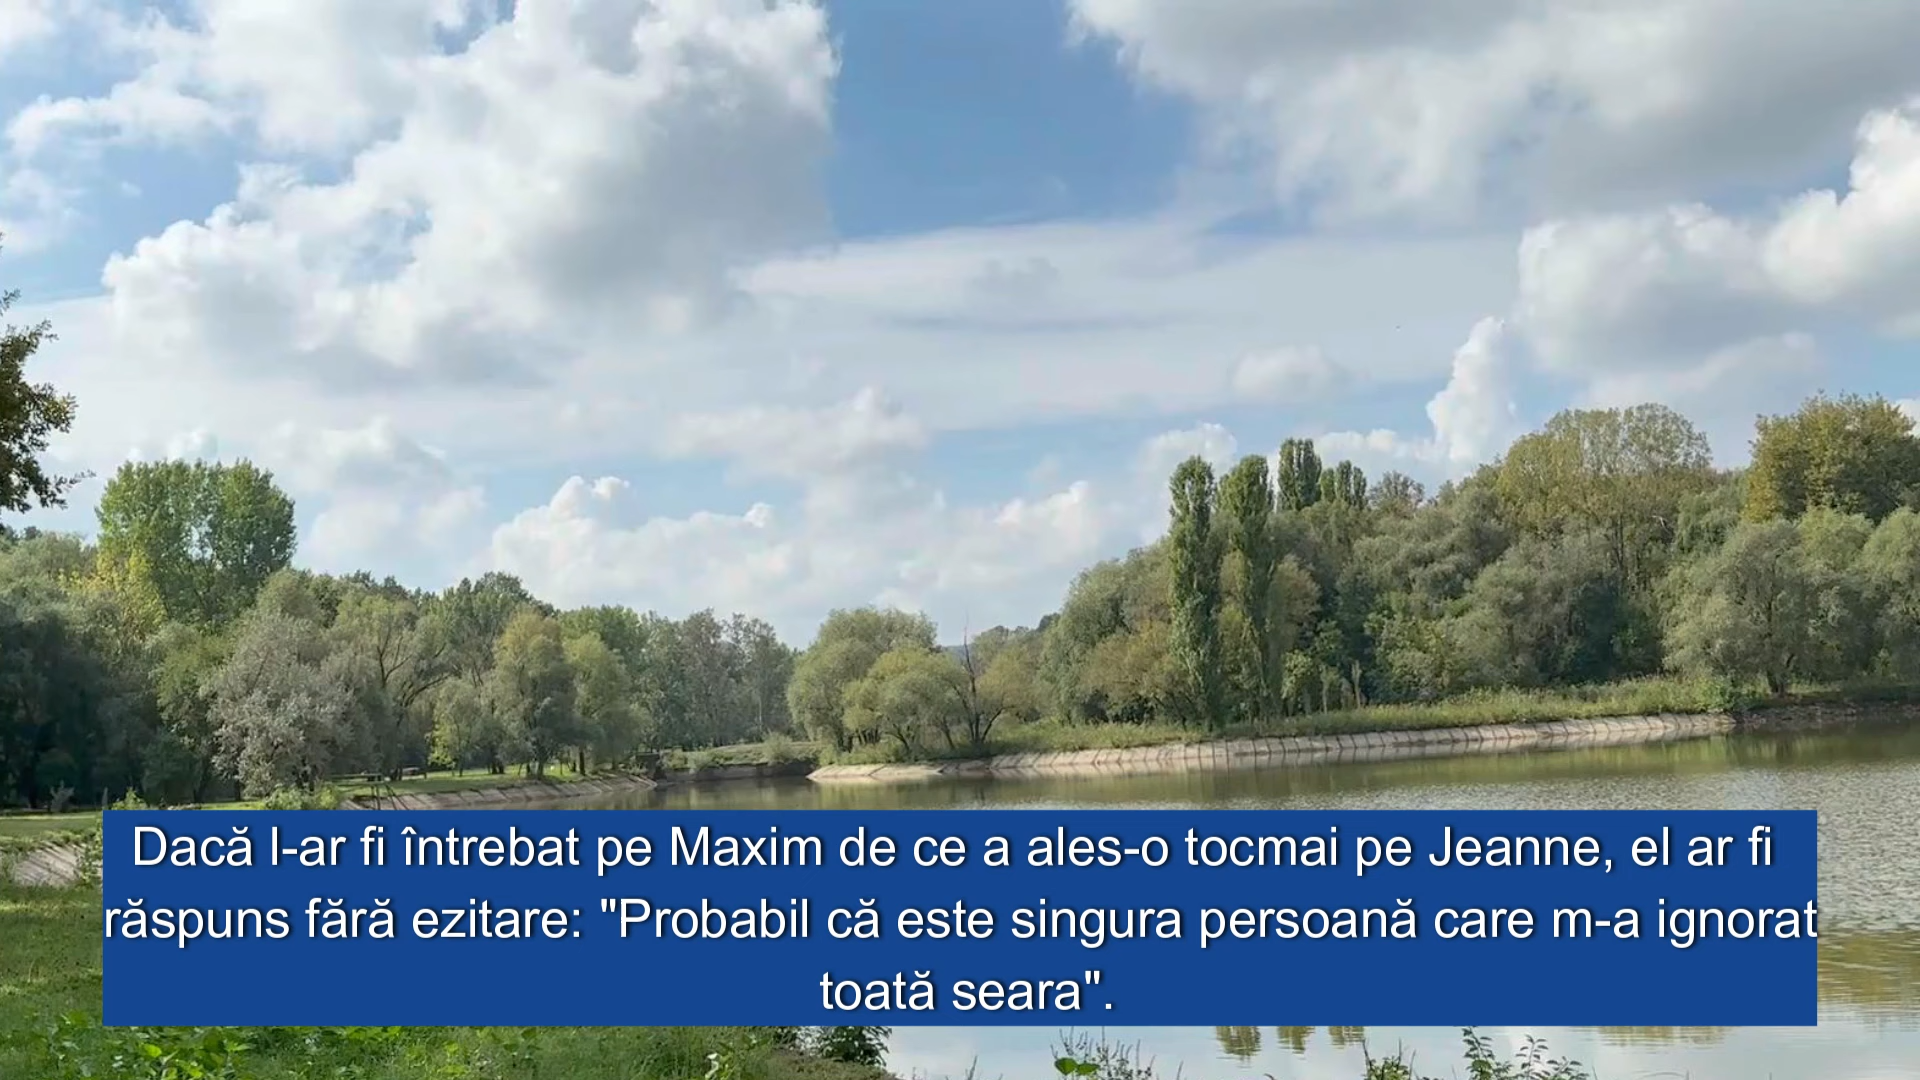 Dacă l-ar fi întrebat pe Maxim de ce a ales-o tocmai pe Jeanne, el ar fi
răspuns fără ezitare: "Probabil că este singura persoană care m-a ignorat
toată seara".